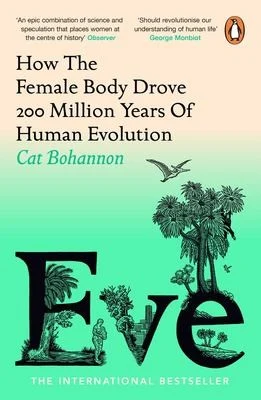 'An epic combination of science and
speculation that places women at
the centre of history' Observer
'Should revolutionise our
understanding of human life'
George Monbiot
How The
Female Body Drove
200 Million Years Of
Human Evolution
Cat Bohannon
Eve
THE INTERNATIONAL BESTSELLER